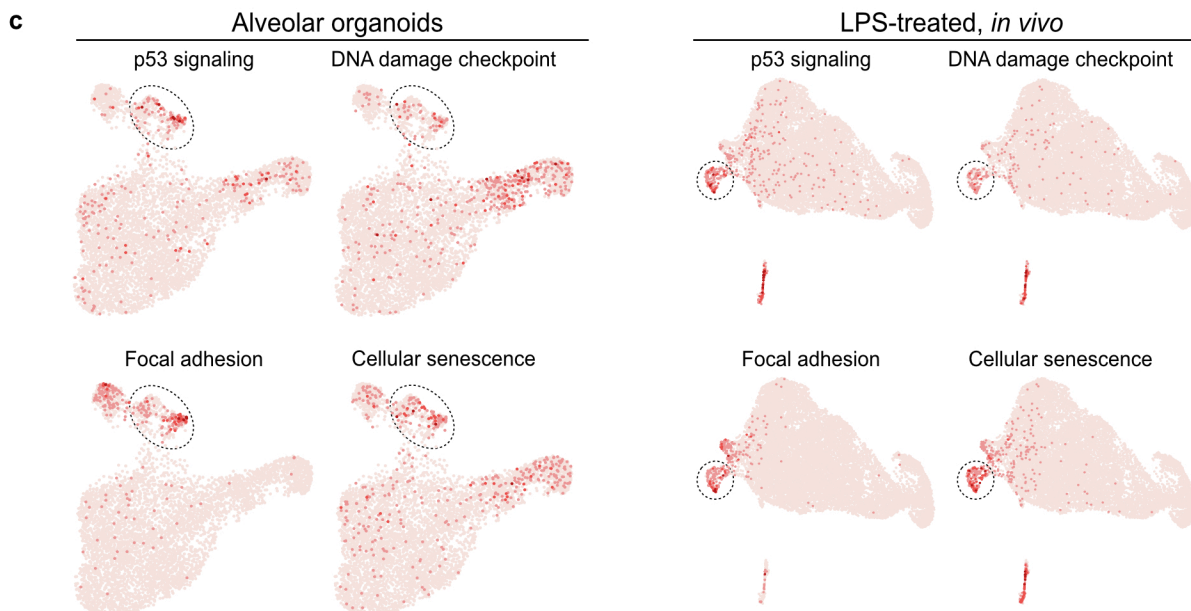 c
Alveolar organoids
LPS-treated, in vivo
p53 signaling
DNA damage checkpoint
p53 signaling
DNA damage checkpoint
Focal adhesion
Cellular senescence
Focal adhesion
Cellular senescence